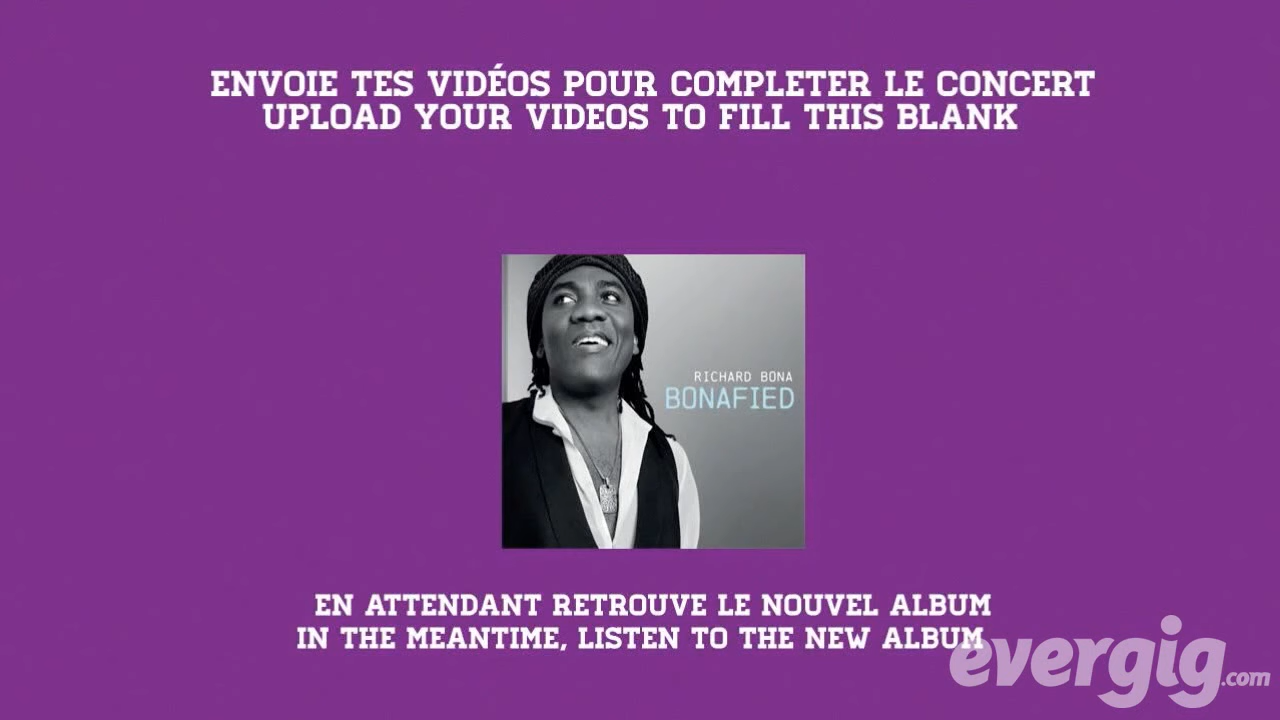 ENVOIE TES VIDÉOS POUR COMPLETER LE CONCERT
UPLOAD YOUR VIDEOS TO FILL THIS BLANK
RICHARD BONA
BONAFIED
EN ATTENDANT RETROUVE LE NOUVEL ALBUM
IN THE MEANTIME, LISTEN TO THE NEW ALBUM
evergig.com